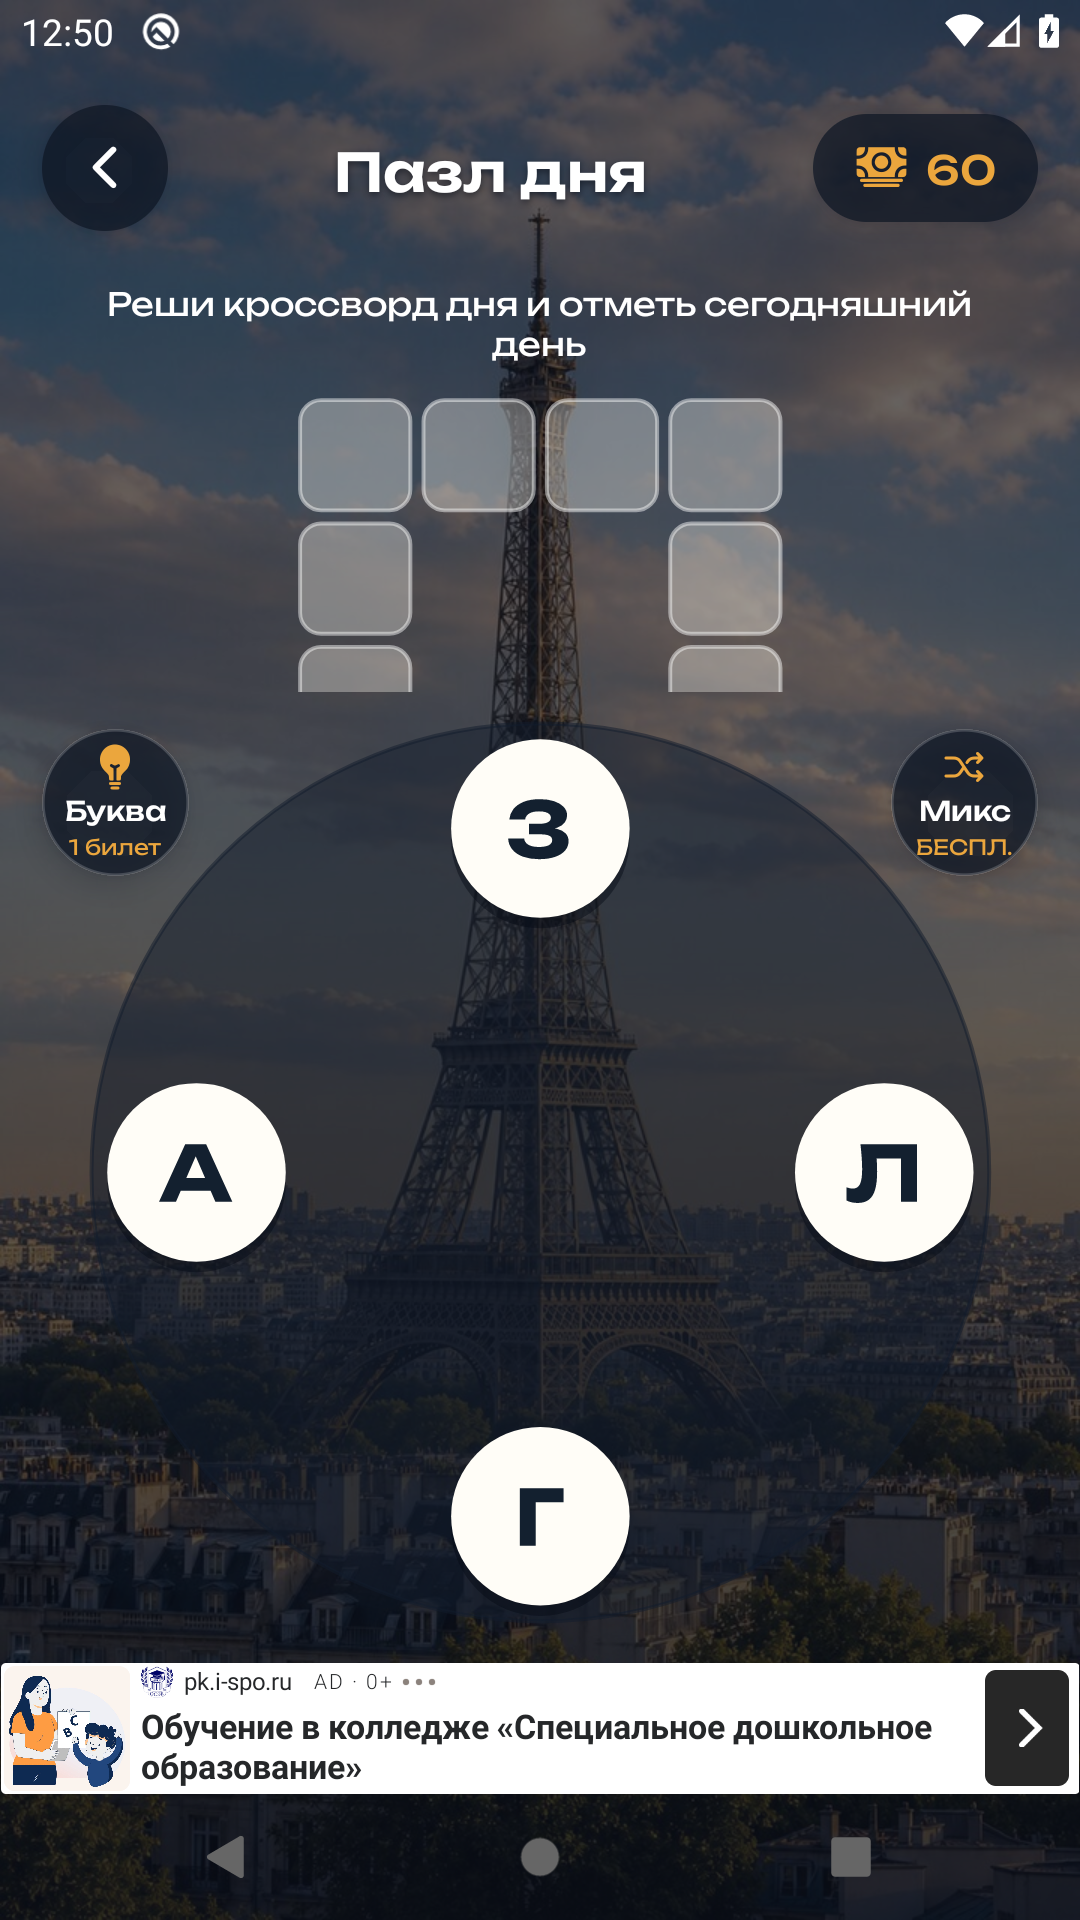 12:50
Пазл дня
60
Реши кроссворд дня и отметь сегодняшний
день
Буква
1 билет
Микс
БЕСПЛ.
З
А
Л
Г
pk.i-spo.ru AD · 0+
Обучение в колледже «Специальное дошкольное
образование»